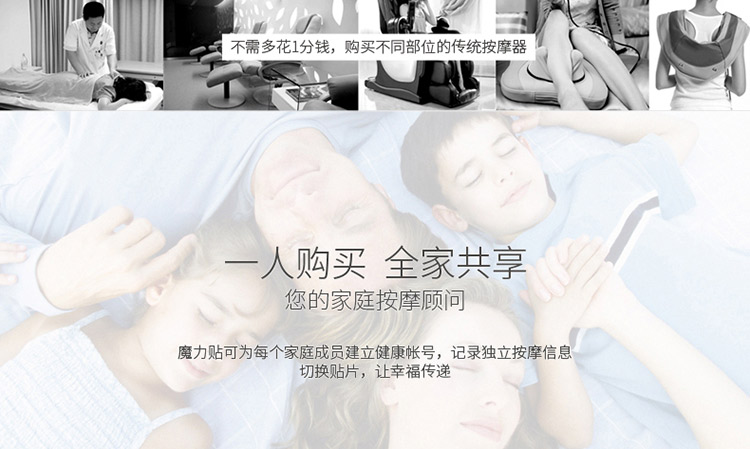 不需多花1分钱，购买不同部位的传统按摩器
一人购买 全家共享
您的家庭按摩顾问
魔力贴可为每个家庭成员建立健康帐号，记录独立按摩信息
切换贴片，让幸福传递